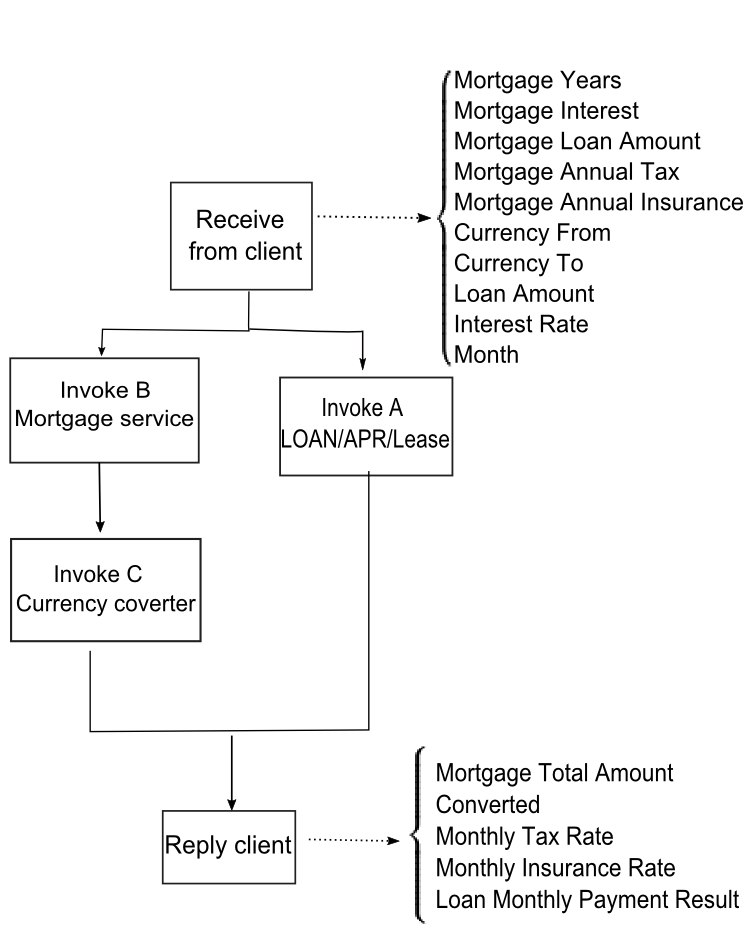 Mortgage Years
Mortgage Interest
Mortgage Loan Amount
Mortgage Annual Tax
Mortgage Annual Insurance
Currency From
Currency To
Loan Amount
Interest Rate
Month
Receive
from client
Invoke B
Mortgage service
Invoke A
LOAN/APR/Lease
Invoke C
Currency coverter
Reply client
Mortgage Total Amount
Converted
Monthly Tax Rate
Monthly Insurance Rate
Loan Monthly Payment Result